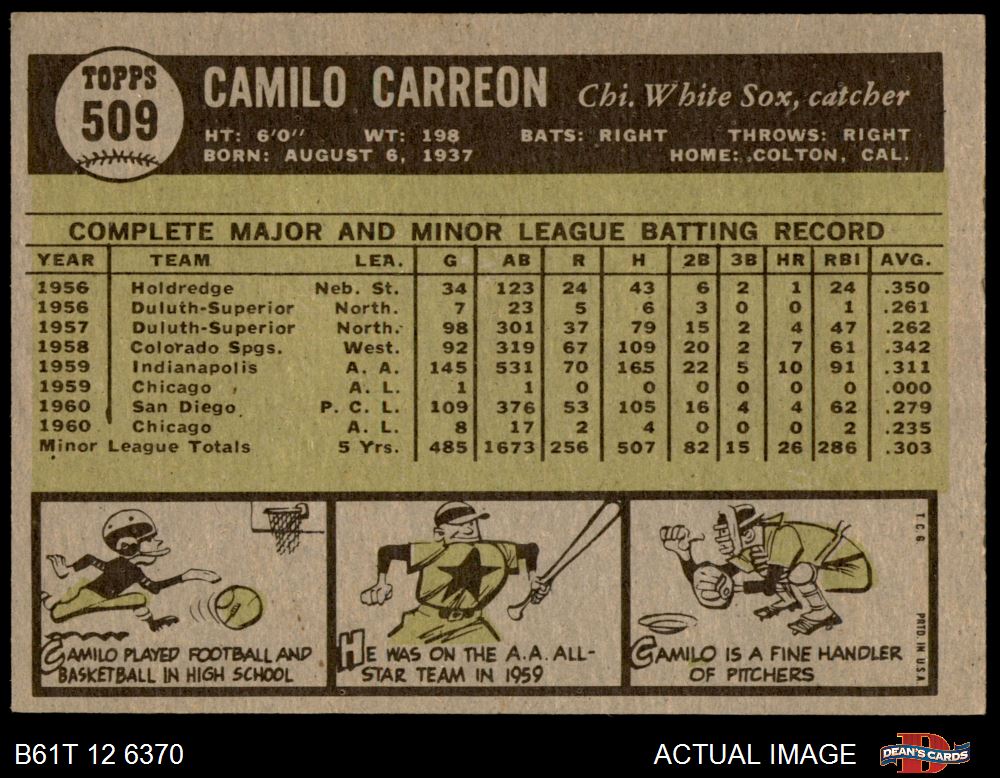 TOPPS
509
CAMILO CARREON Chi. White Sox, catcher
HT: 6'0" WT: 198 BATS: RIGHT THROWS: RIGHT
BORN: AUGUST 6, 1937 HOME: COLTON, CAL.
COMPLETE MAJOR AND MINOR LEAGUE BATTING RECORD
YEAR TEAM LEA. G AB R H 2B 3B HR RBI AVG.
1956 Holdredge Neb. St. 34 123 24 43 6 2 1 24 .350
1956 Duluth-Superior North. 7 23 5 6 3 0 0 1 .261
1957 Duluth-Superior North. 98 301 37 79 15 2 4 47 .262
1958 Colorado Spgs. West. 92 319 67 109 20 2 7 61 .342
1959 Indianapolis A. A. 145 531 70 165 22 5 10 91 .311
1959 Chicago A. L. 1 1 0 0 0 0 0 0 .000
1960 San Diego P. C. L. 109 376 53 105 16 4 4 62 .279
1960 Chicago A. L. 8 17 2 4 0 0 0 2 .235
Minor League Totals 5 Yrs. 485 1673 256 507 82 15 26 286 .303
CAMILO PLAYED FOOTBALL AND
BASKETBALL IN HIGH SCHOOL
HE WAS ON THE A.A. ALL-
STAR TEAM IN 1959
CAMILO IS A FINE HANDLER
OF PITCHERS
T.C.G.
PRTD. IN U.S.A.
B61T 12 6370
ACTUAL IMAGE
D
DEAN'S CARDS